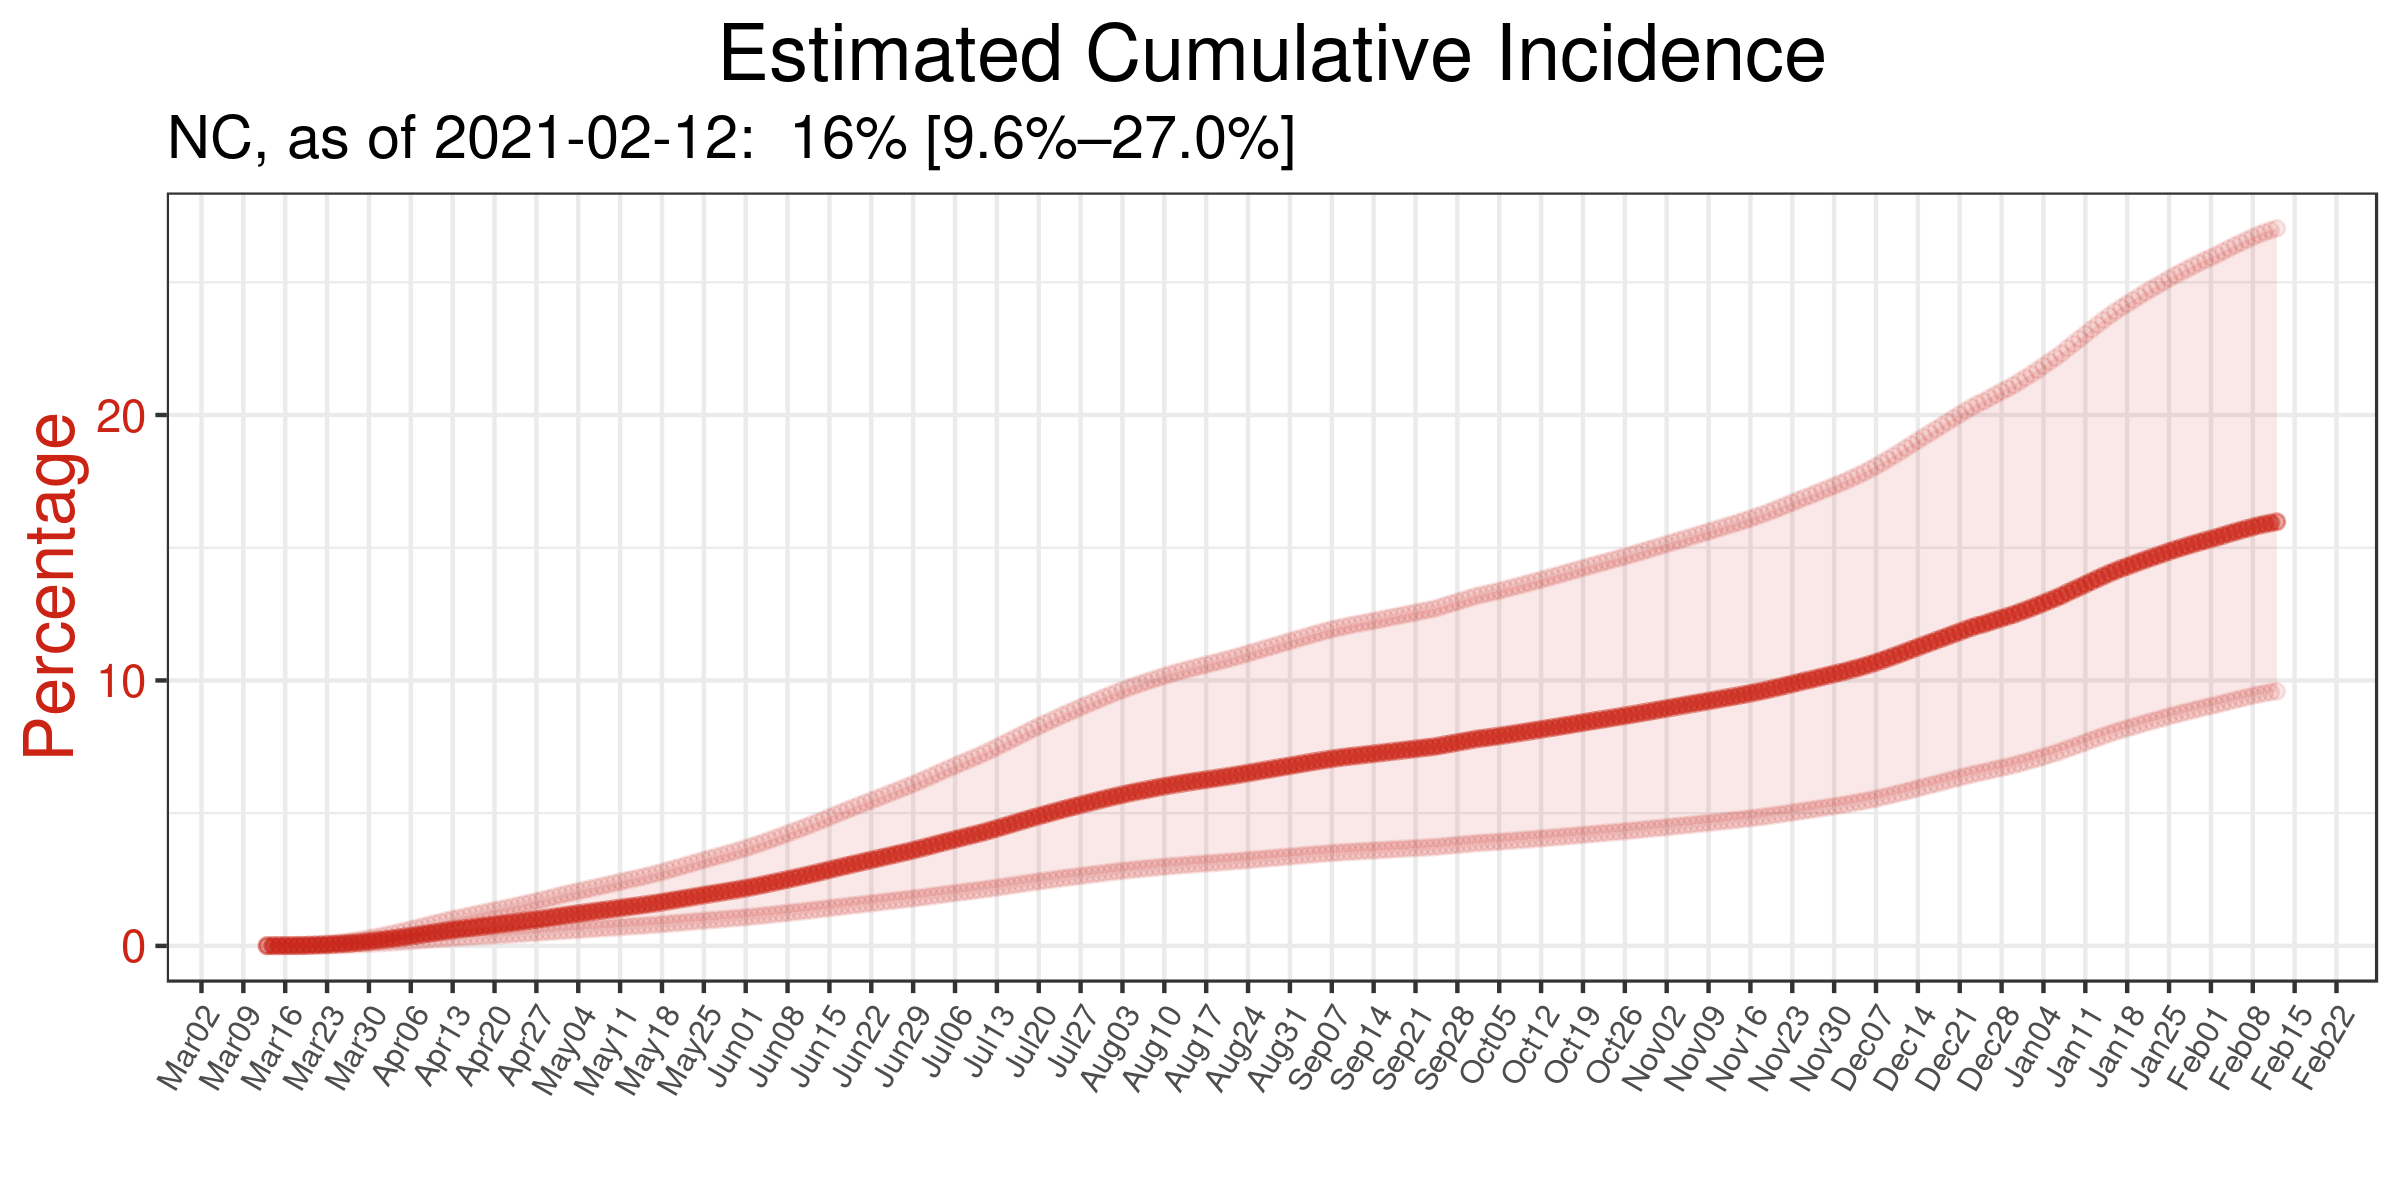 Estimated Cumulative Incidence
NC, as of 2021-02-12:  16% [9.6%–27.0%]
Percentage
20
10
0
Mar02
Mar09
Mar16
Mar23
Mar30
Apr06
Apr13
Apr20
Apr27
May04
May11
May18
May25
Jun01
Jun08
Jun15
Jun22
Jun29
Jul06
Jul13
Jul20
Jul27
Aug03
Aug10
Aug17
Aug24
Aug31
Sep07
Sep14
Sep21
Sep28
Oct05
Oct12
Oct19
Oct26
Nov02
Nov09
Nov16
Nov23
Nov30
Dec07
Dec14
Dec21
Dec28
Jan04
Jan11
Jan18
Jan25
Feb01
Feb08
Feb15
Feb22